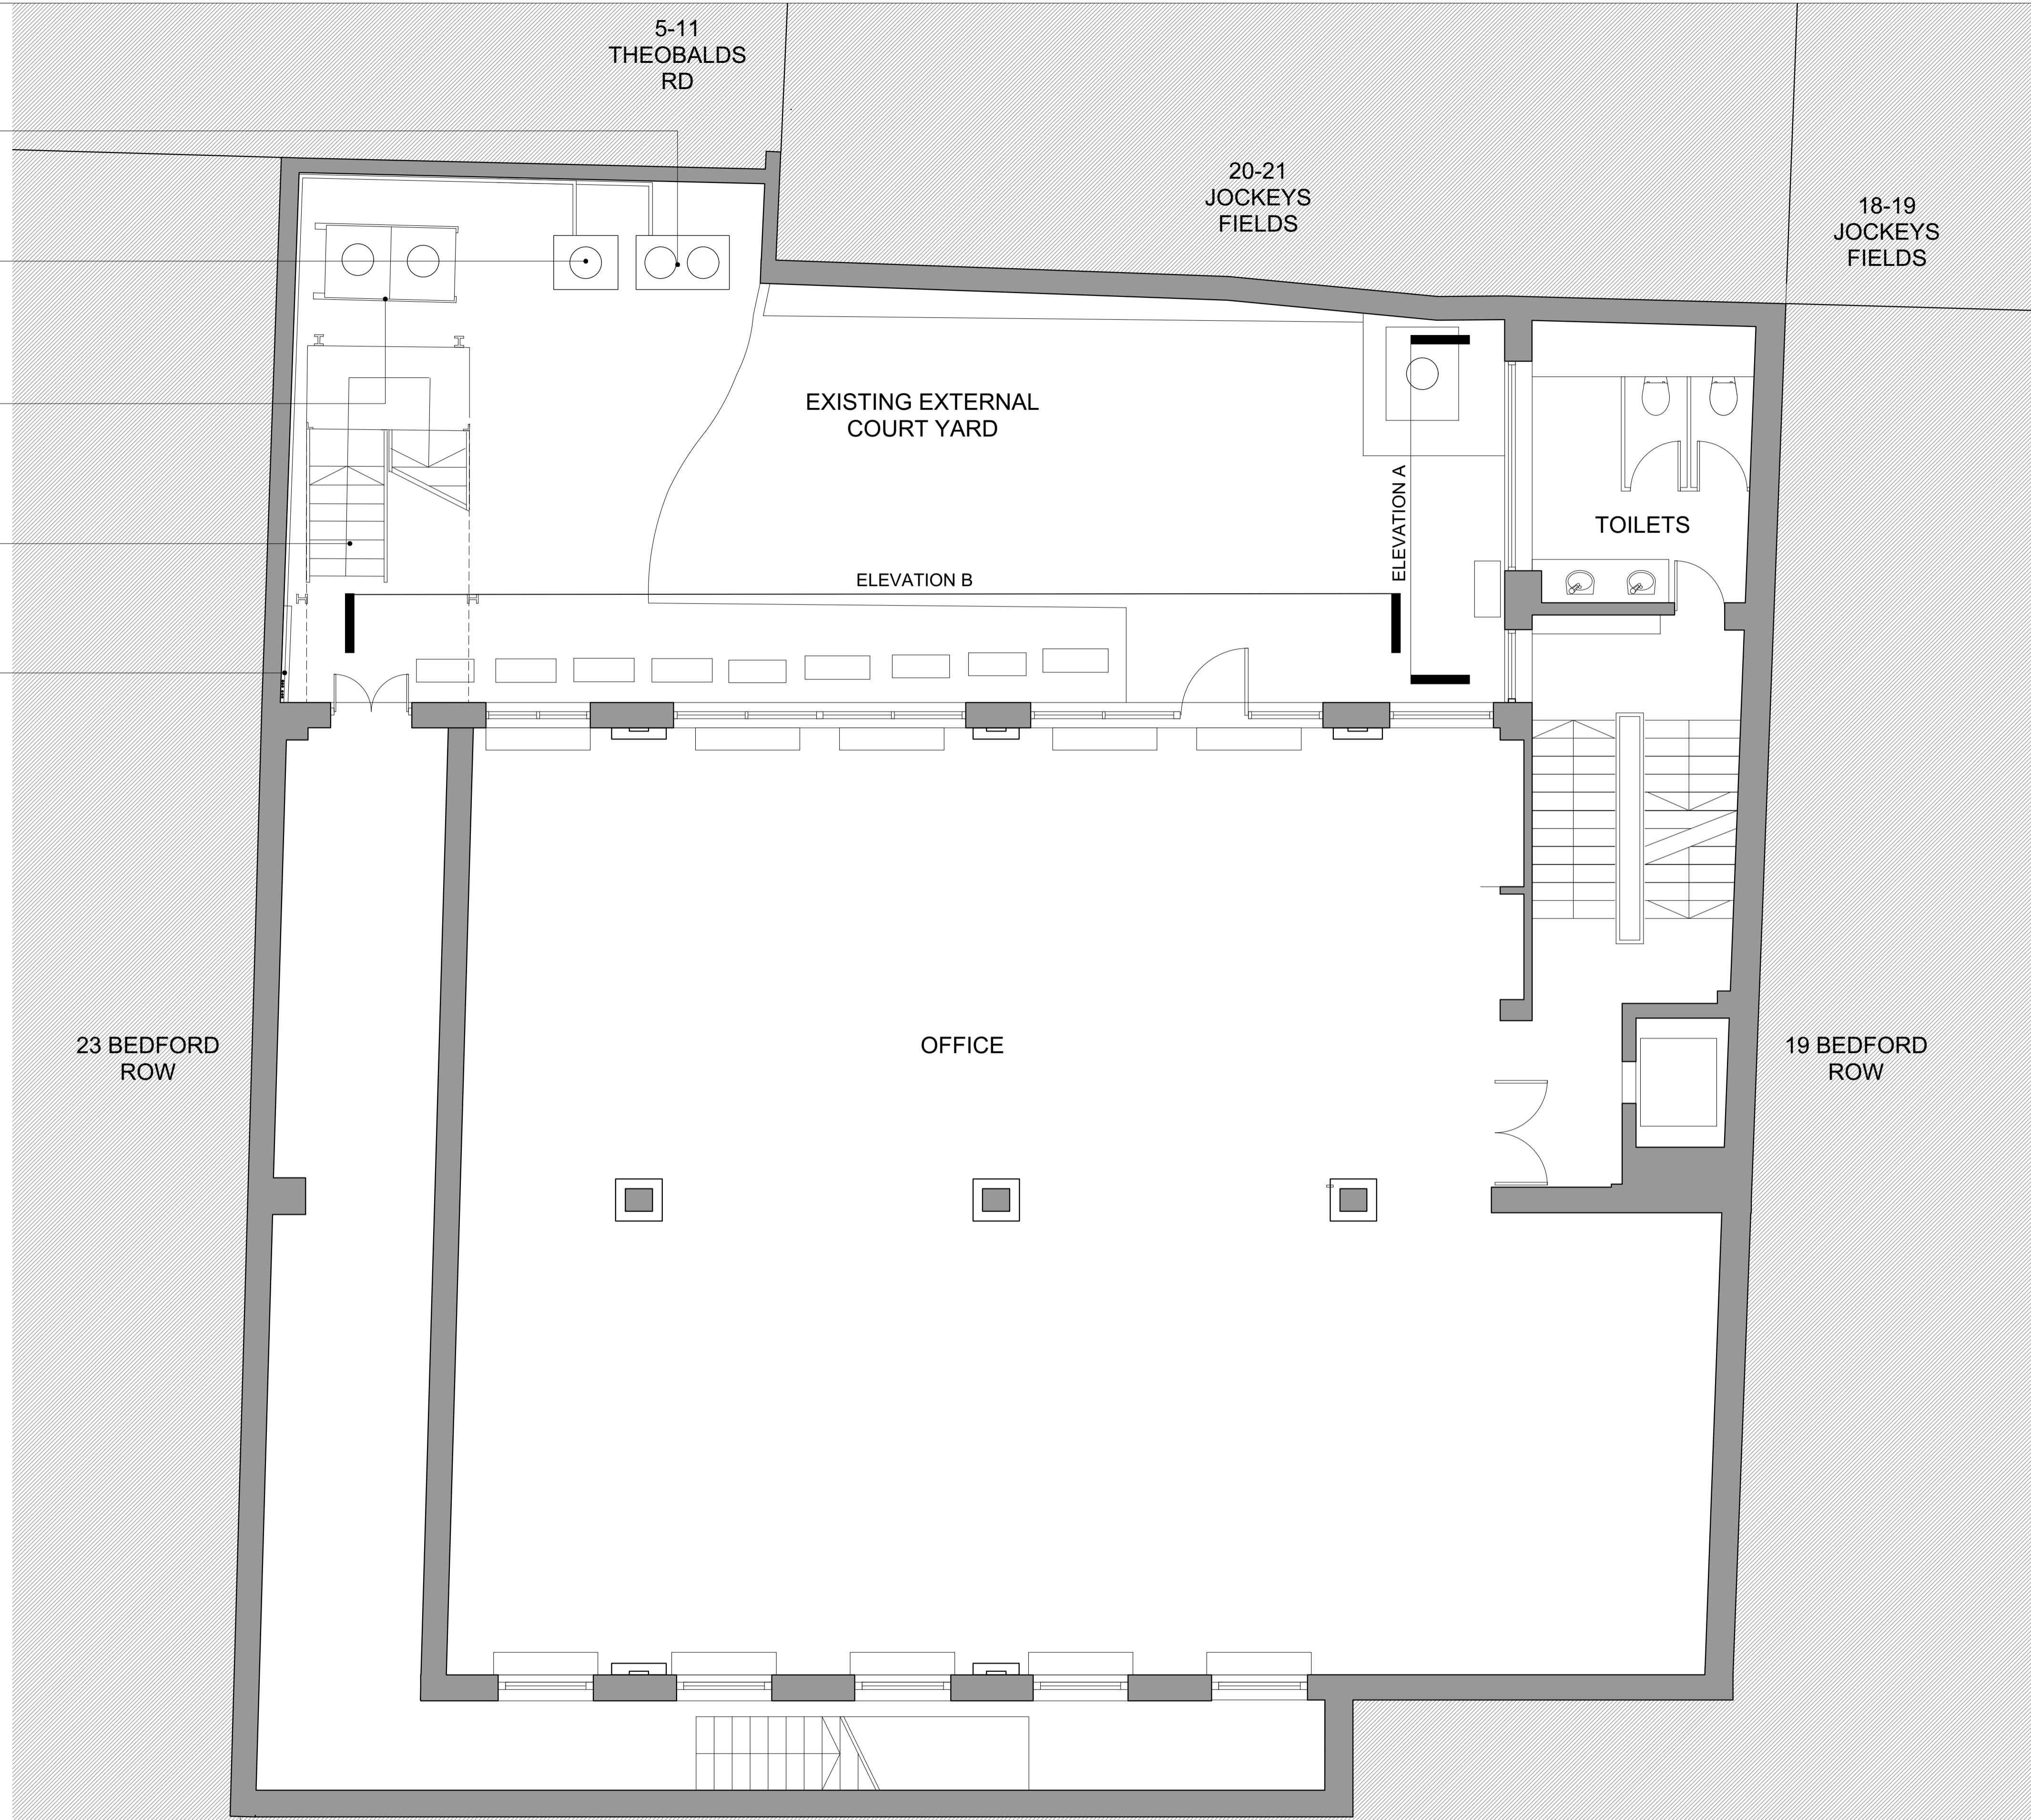 5-11
THEOBALDS
RD
20-21
JOCKEYS
FIELDS
18-19
JOCKEYS
FIELDS
EXISTING EXTERNAL
COURT YARD
ELEVATION A
TOILETS
ELEVATION B
23 BEDFORD
ROW
OFFICE
19 BEDFORD
ROW